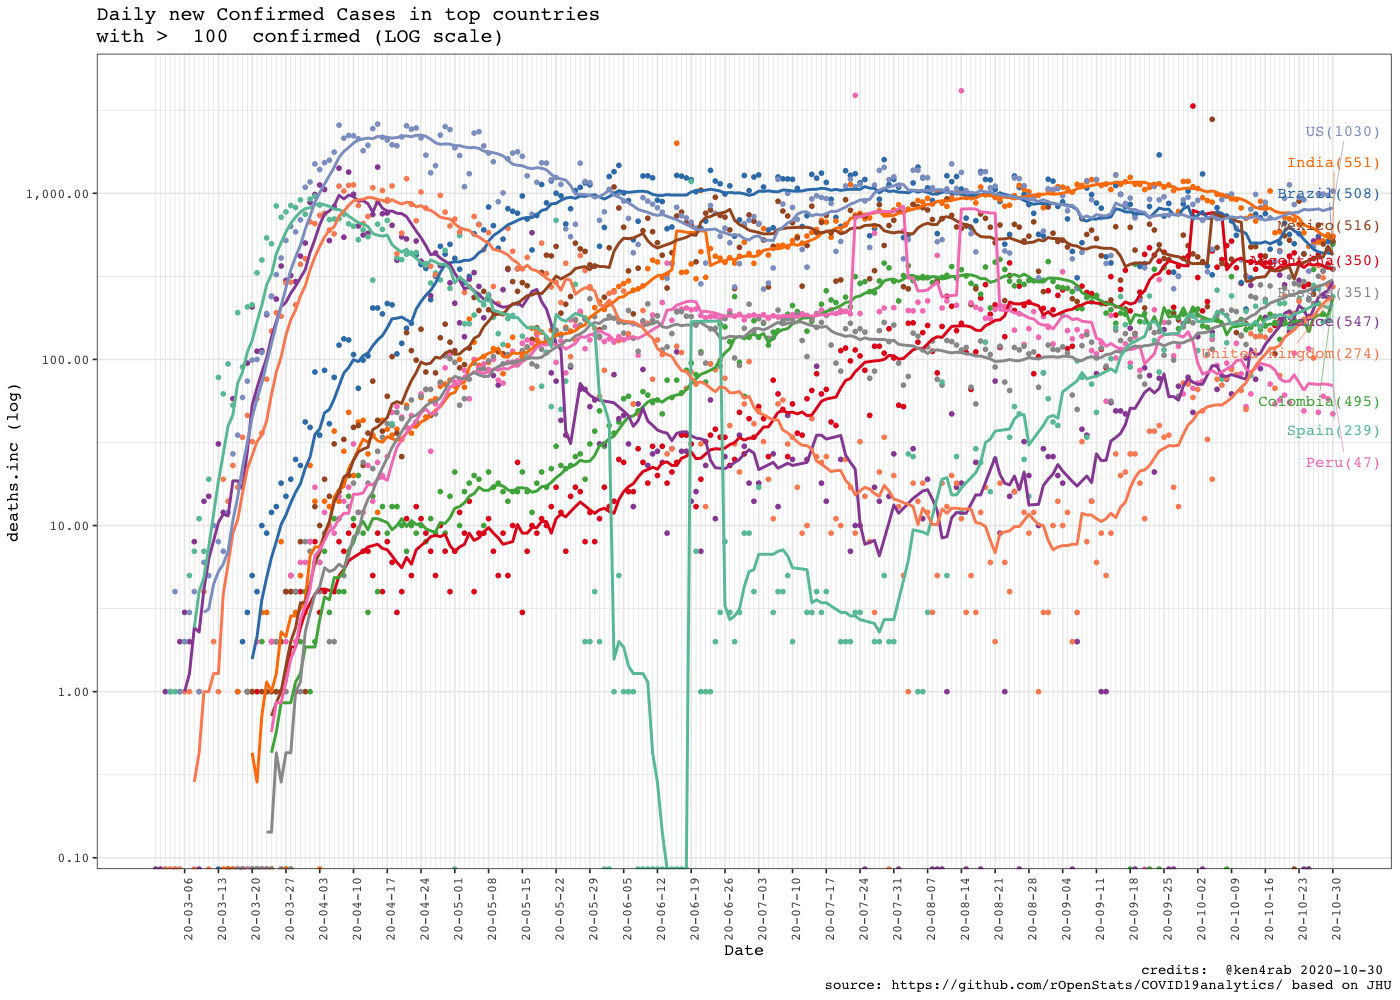 Daily new Confirmed Cases in top countries
with >  100  confirmed (LOG scale)
deaths.inc (log)
1,000.00
100.00
10.00
1.00
0.10
US(1030)
India(551)
Brazil(508)
Mexico(516)
Argentina(350)
(351)
France(547)
United Kingdom(274)
Colombia(495)
Spain(239)
Peru(47)
20-03-06
20-03-13
20-03-20
20-03-27
20-04-03
20-04-10
20-04-17
20-04-24
20-05-01
20-05-08
20-05-15
20-05-22
20-05-29
20-06-05
20-06-12
20-06-19
20-06-26
20-07-03
20-07-10
20-07-17
20-07-24
20-07-31
20-08-07
20-08-14
20-08-21
20-08-28
20-09-04
20-09-11
20-09-18
20-09-25
20-10-02
20-10-09
20-10-16
20-10-23
20-10-30
Date
credits:  @ken4rab 2020-10-30
source: https://github.com/rOpenStats/COVID19analytics/ based on JHU